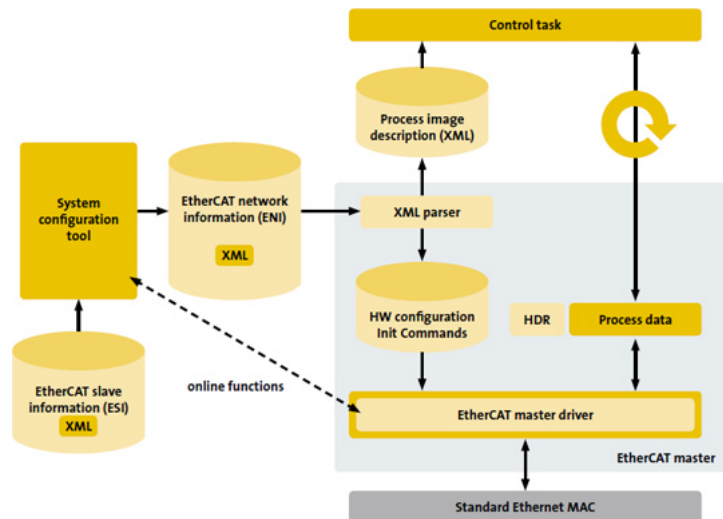 Control task
Process image
description (XML)
System
configuration
tool
EtherCAT network
information (ENI)
XML
XML parser
HW configuration
Init Commands
HDR
Process data
EtherCAT slave
information (ESI)
XML
online functions
EtherCAT master driver
EtherCAT master
Standard Ethernet MAC